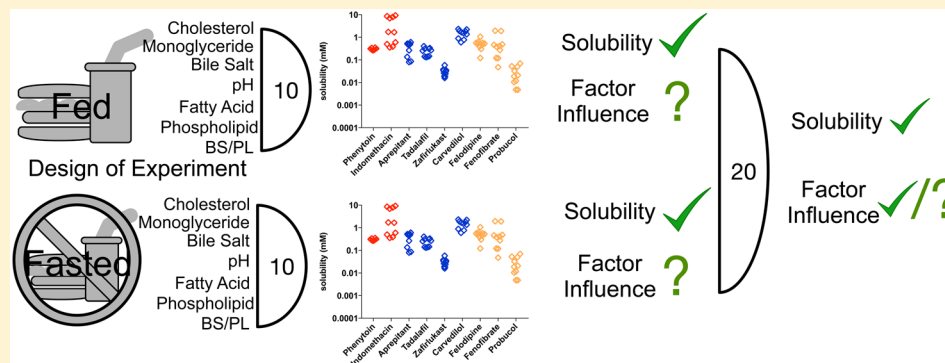 Fed
Design of Experiment
Cholesterol
Monoglyceride
Bile Salt
pH
Fatty Acid
Phospholipid
BS/PL
10
solubility (mM)
10
1
0.1
0.01
0.001
0.0001
Phenytoin
Indomethacin
Aprepitant
Tadalafil
Zafirlukast
Carvedilol
Felodipine
Fenofibrate
Probucol
Solubility
Factor
Influence ?
Fasted
Cholesterol
Monoglyceride
Bile Salt
pH
Fatty Acid
Phospholipid
BS/PL
10
solubility (mM)
10
1
0.1
0.01
0.001
0.0001
Phenytoin
Indomethacin
Aprepitant
Tadalafil
Zafirlukast
Carvedilol
Felodipine
Fenofibrate
Probucol
Solubility
Factor
Influence ?
20
Solubility
Factor
Influence /?